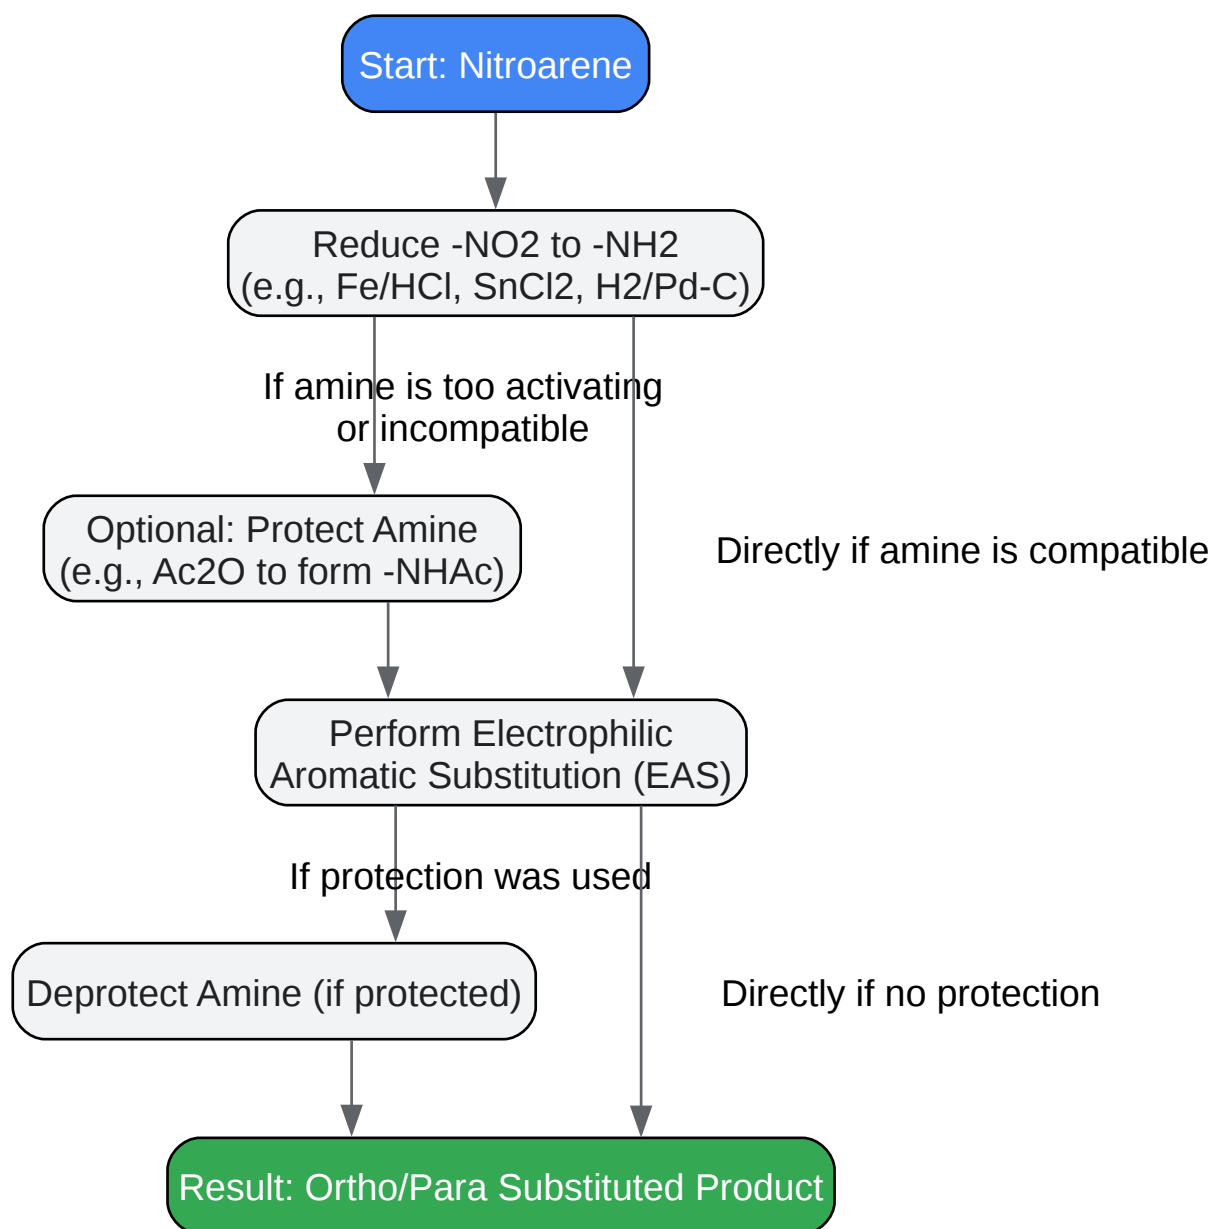 Start: Nitroarene
Reduce -NO2 to -NH2
(e.g., Fe/HCl, SnCl2, H2/Pd-C)
If amine is too activating
or incompatible
Optional: Protect Amine
(e.g., Ac2O to form -NHAc)
Directly if amine is compatible
Perform Electrophilic
Aromatic Substitution (EAS)
If protection was used
Deprotect Amine (if protected)
Directly if no protection
Result: Ortho/Para Substituted Product